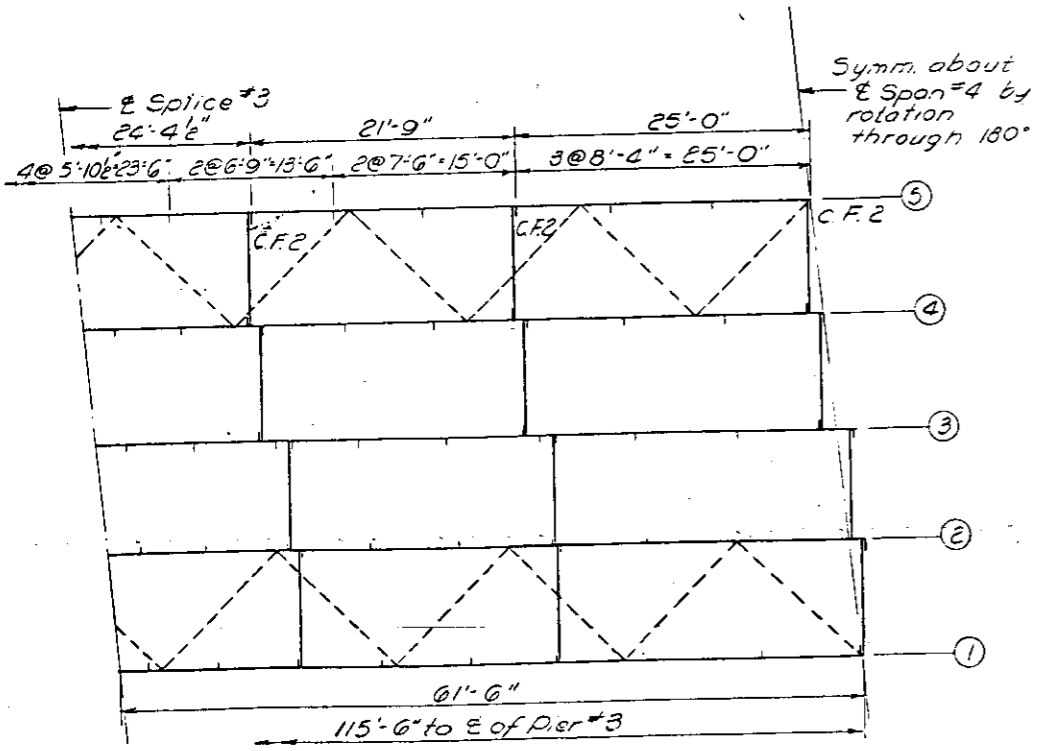 ℄ Splice #3
Symm. about
℄ Span #4 by
rotation
through 180°
24'-4½" 21'-9" 25'-0"
4@5'-10½"=23'-6" 2@6'-9"=13'-6" 2@7'-6"=15'-0" 3@8'-4" = 25'-0"
5
C.F.2 C.F.2 C.F.2
4
3
2
1
61'-6"
115'-6" to ℄ of Pier #3